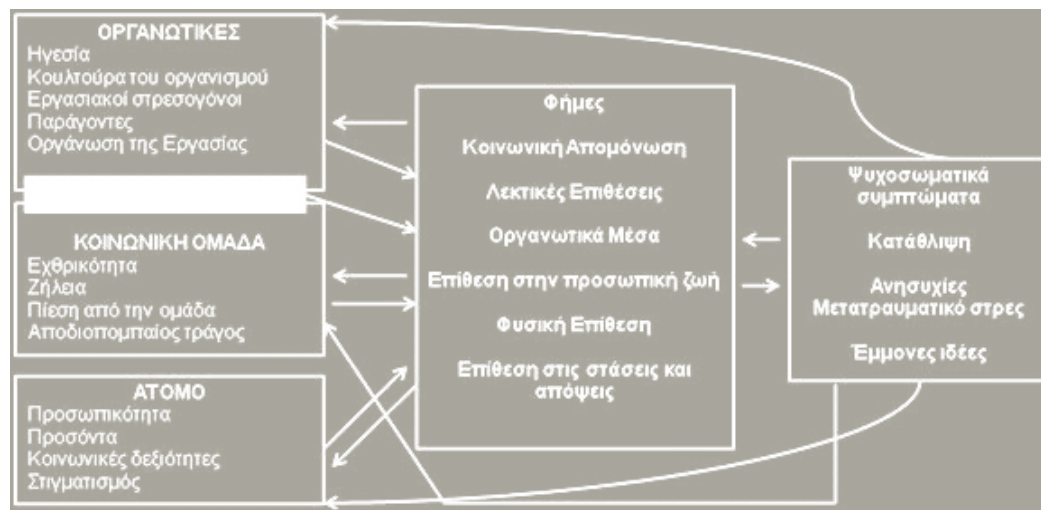 ΟΡΓΑΝΩΤΙΚΕΣ
Ηγεσία
Κουλτούρα του οργανισμού
Εργασιακοί στρεσογόνοι
Παράγοντες
Οργάνωση της Εργασίας
ΚΟΙΝΩΝΙΚΗ ΟΜΑΔΑ
Εχθρικότητα
Ζήλεια
Πίεση από την ομάδα
Αποδιοπομπαίος τράγος
ΑΤΟΜΟ
Προσωπικότητα
Προσόντα
Κοινωνικές δεξιότητες
Στιγματισμός
Φήμες
Κοινωνική Απομόνωση
Λεκτικές Επιθέσεις
Οργανωτικά Μέσα
Επίθεση στην προσωπική ζωή
Φυσική Επίθεση
Επίθεση στις στάσεις και
απόψεις
Ψυχοσωματικά
συμπτώματα
Κατάθλιψη
Ανησυχίες
Μετατραυματικό στρες
Έμμονες ιδέες